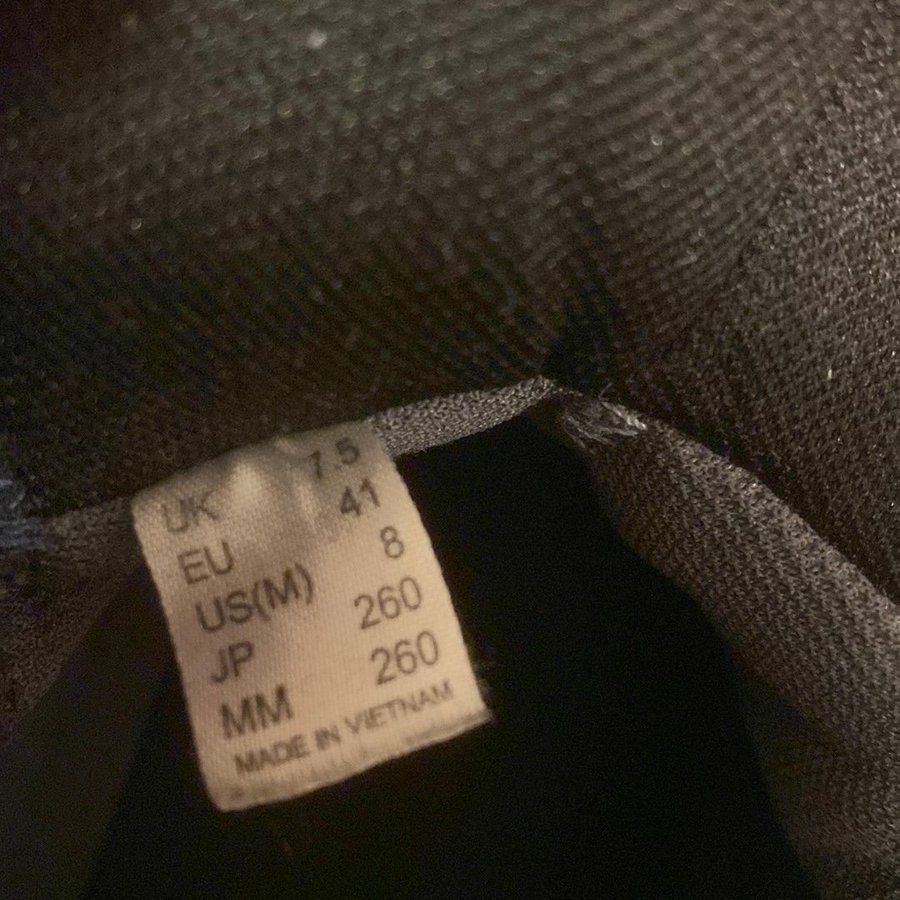 UK 7.5
EU 41
US(M) 8
JP 260
MM 260
MADE IN VIETNAM